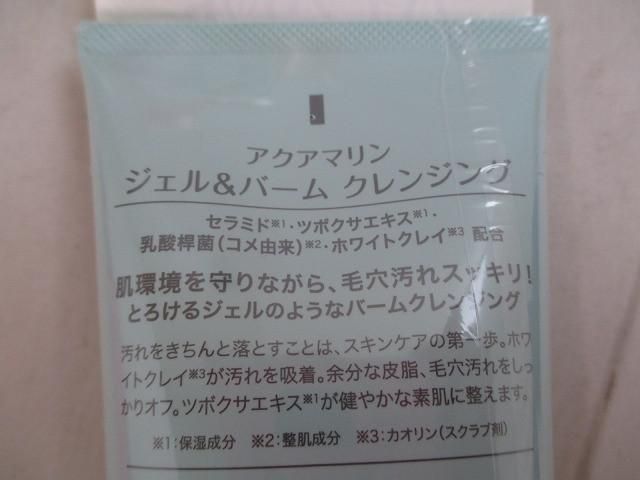 アクアマリン
ジェル&バーム クレンジング
セラミド※1・ツボクサエキス※1・
乳酸桿菌(コメ由来)※2・ホワイトクレイ※3 配合
肌環境を守りながら、毛穴汚れスッキリ!
とろけるジェルのようなバームクレンジング
汚れをきちんと落とすことは、スキンケアの第一歩。ホワ
イトクレイ※3が汚れを吸着。余分な皮脂、毛穴汚れをしっ
かりオフ。ツボクサエキス※1が健やかな素肌に整えます。
※1:保湿成分 ※2:整肌成分 ※3:カオリン(スクラブ剤)